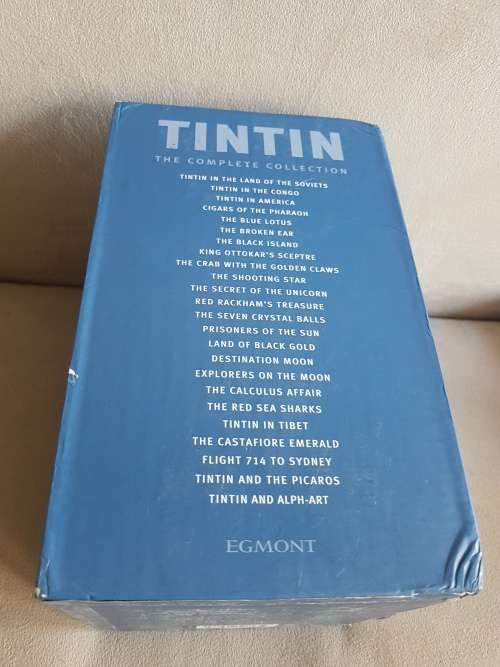 TINTIN
THE COMPLETE COLLECTION
TINTIN IN THE LAND OF THE SOVIETS
TINTIN IN THE CONGO
TINTIN IN AMERICA
CIGARS OF THE PHARAOH
THE BLUE LOTUS
THE BROKEN EAR
THE BLACK ISLAND
KING OTTOKAR'S SCEPTRE
THE CRAB WITH THE GOLDEN CLAWS
THE SHOOTING STAR
THE SECRET OF THE UNICORN
RED RACKHAM'S TREASURE
THE SEVEN CRYSTAL BALLS
PRISONERS OF THE SUN
LAND OF BLACK GOLD
DESTINATION MOON
EXPLORERS ON THE MOON
THE CALCULUS AFFAIR
THE RED SEA SHARKS
TINTIN IN TIBET
THE CASTAFIORE EMERALD
FLIGHT 714 TO SYDNEY
TINTIN AND THE PICAROS
TINTIN AND ALPH-ART
EGMONT